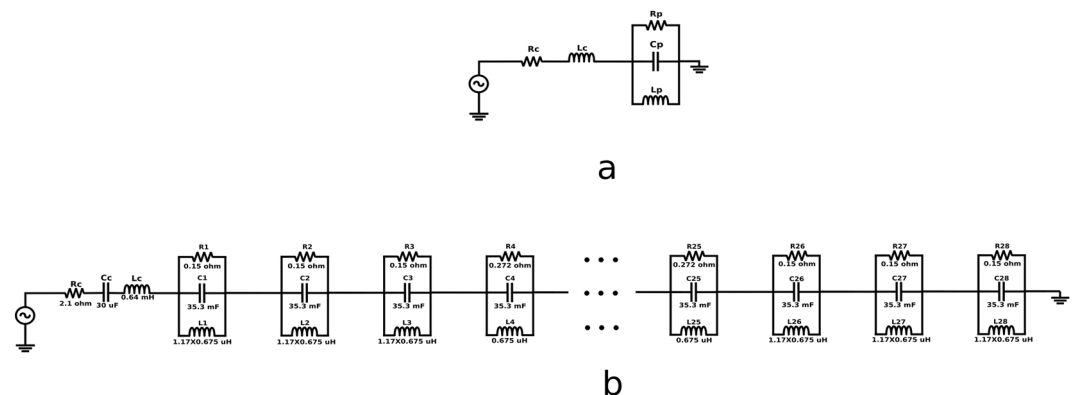 Rp
Rc Lc Cp
Lp
a
R1 R2 R3 R4 R25 R26 R27 R28
0.15 ohm 0.15 ohm 0.15 ohm 0.272 ohm 0.272 ohm 0.15 ohm 0.15 ohm 0.15 ohm
Rc Cc Lc C1 C2 C3 C4 C25 C26 C27 C28
2.1 ohm 30 uF 0.64 mH 35.3 mF 35.3 mF 35.3 mF 35.3 mF 35.3 mF 35.3 mF 35.3 mF 35.3 mF
L1 L2 L3 L4 L25 L26 L27 L28
1.17X0.675 uH 1.17X0.675 uH 1.17X0.675 uH 0.675 uH 0.675 uH 1.17X0.675 uH 1.17X0.675 uH 1.17X0.675 uH
b